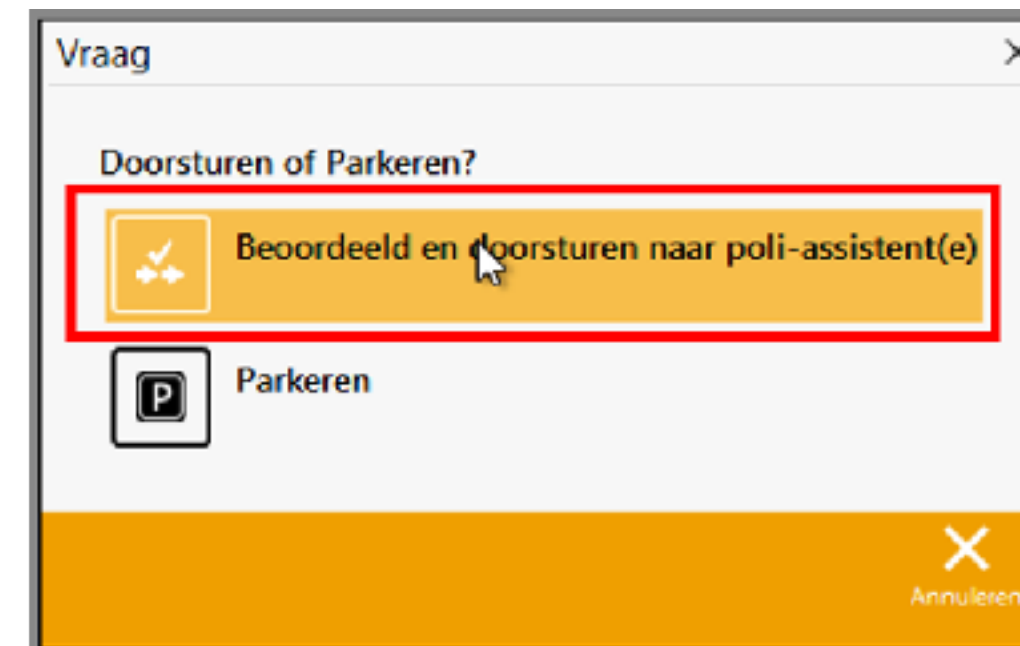 Vraag
Doorsturen of Parkeren?
Beoordeeld en doorsturen naar poli-assistent(e)
P
Parkeren
Annuleren